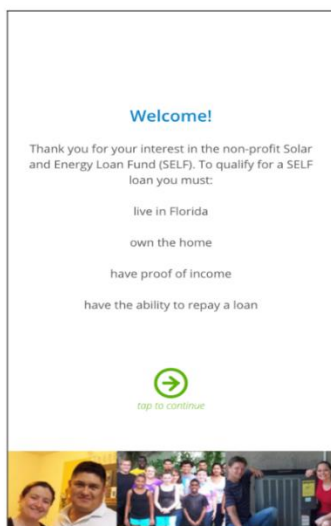 Welcome!
Thank you for your interest in the non-profit Solar
and Energy Loan Fund (SELF). To qualify for a SELF
loan you must:
live in Florida
own the home
have proof of income
have the ability to repay a loan
tap to continue